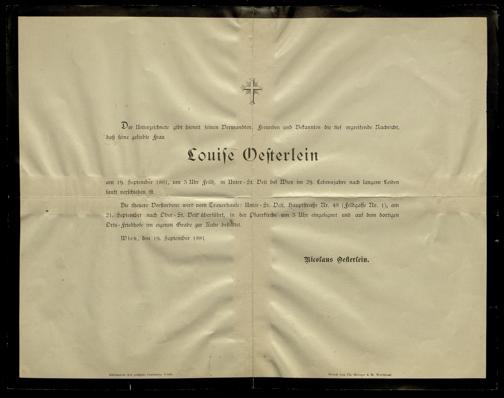 Der Unterzeichnete gibt hiemit seinen Verwandten, Freunden und Bekannten die tief ergreifende Nachricht,
daß seine geliebte Frau
Louise Oesterlein
am 19. September 1891, um 5 Uhr Früh, in Unter-St. Veit bei Wien im 29. Lebensjahre nach langem Leiden
sanft verschieden ist.
Die theuere Verstorbene wird vom Trauerhause: Unter-St. Veit, Hauptstraße Nr. 48 (Feldgasse Nr. 1), am
21. September nach Ober-St. Veit überführt, in der Pfarrkirche um 5 Uhr eingesegnet und auf dem dortigen
Orts-Friedhofe im eigenen Grabe zur Ruhe bestattet.
Wien, den 19. September 1891.
Nicolaus Oesterlein.